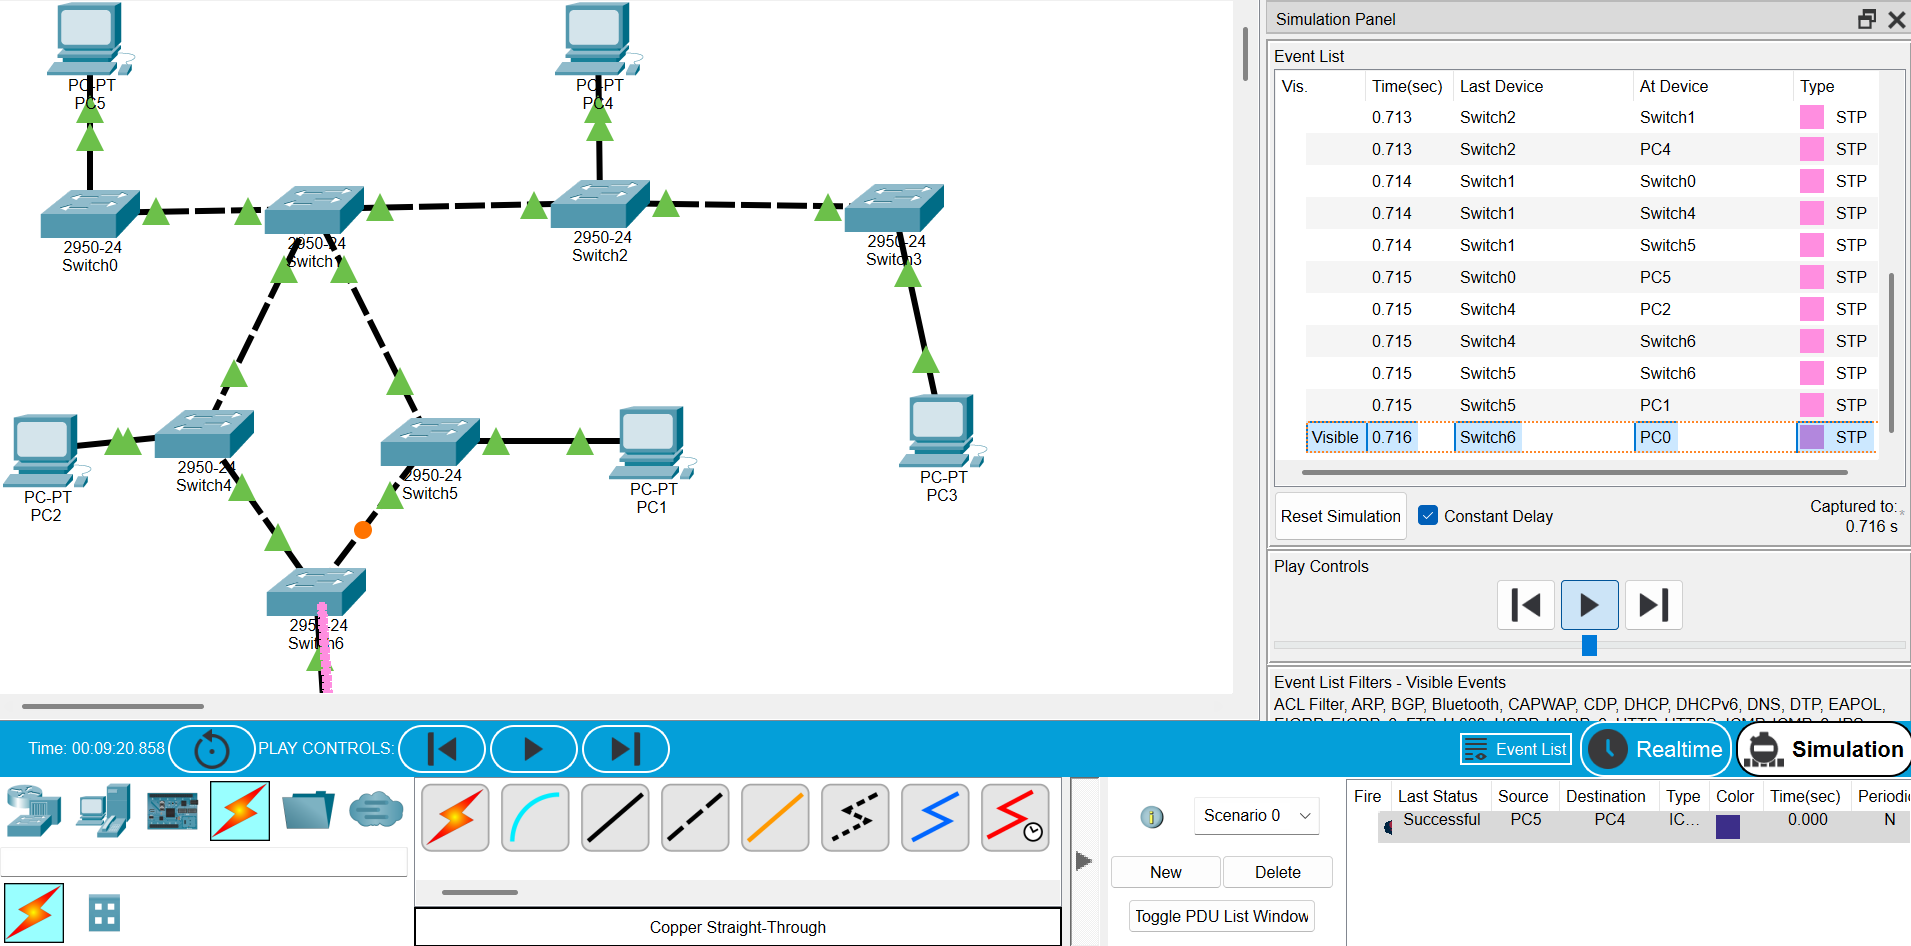 PC-PT
PC5
PC-PT
PC4
2950-24
Switch0
2950-24
Switch1
2950-24
Switch2
2950-24
Switch3
PC-PT
PC2
2950-24
Switch4
2950-24
Switch5
PC-PT
PC1
PC-PT
PC3
2950-24
Switch6
Simulation Panel
Event List
Vis. Time(sec) Last Device At Device Type
0.713 Switch2 Switch1 STP
0.713 Switch2 PC4 STP
0.714 Switch1 Switch0 STP
0.714 Switch1 Switch4 STP
0.714 Switch1 Switch5 STP
0.715 Switch0 PC5 STP
0.715 Switch4 PC2 STP
0.715 Switch4 Switch6 STP
0.715 Switch5 Switch6 STP
0.715 Switch5 PC1 STP
Visible 0.716 Switch6 PC0 STP
Reset Simulation Constant Delay Captured to: *
0.716 s
Play Controls
Event List Filters - Visible Events
ACL Filter, ARP, BGP, Bluetooth, CAPWAP, CDP, DHCP, DHCPv6, DNS, DTP, EAPOL,
Time: 00:09:20.858 PLAY CONTROLS: Event List Realtime Simulation
Scenario 0
New Delete
Toggle PDU List Window
Copper Straight-Through
Fire Last Status Source Destination Type Color Time(sec) Periodic
Successful PC5 PC4 IC... 0.000 N